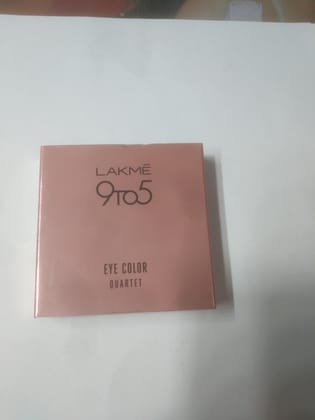 LAKMĒ
9TO5
EYE COLOR
QUARTET